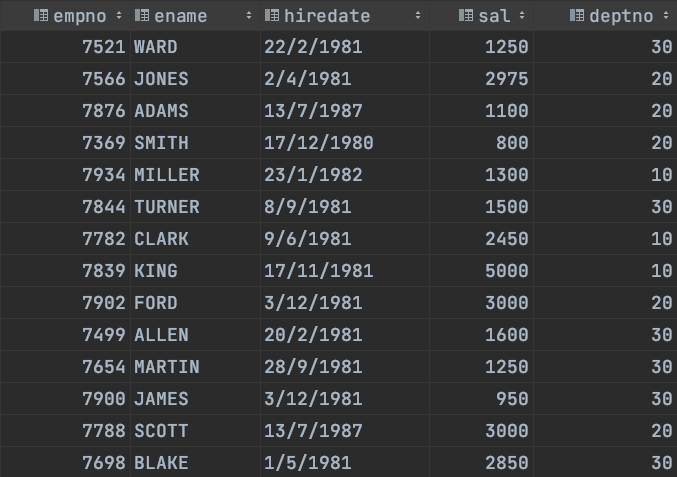 empno ename hiredate sal deptno
7521 WARD 22/2/1981 1250 30
7566 JONES 2/4/1981 2975 20
7876 ADAMS 13/7/1987 1100 20
7369 SMITH 17/12/1980 800 20
7934 MILLER 23/1/1982 1300 10
7844 TURNER 8/9/1981 1500 30
7782 CLARK 9/6/1981 2450 10
7839 KING 17/11/1981 5000 10
7902 FORD 3/12/1981 3000 20
7499 ALLEN 20/2/1981 1600 30
7654 MARTIN 28/9/1981 1250 30
7900 JAMES 3/12/1981 950 30
7788 SCOTT 13/7/1987 3000 20
7698 BLAKE 1/5/1981 2850 30